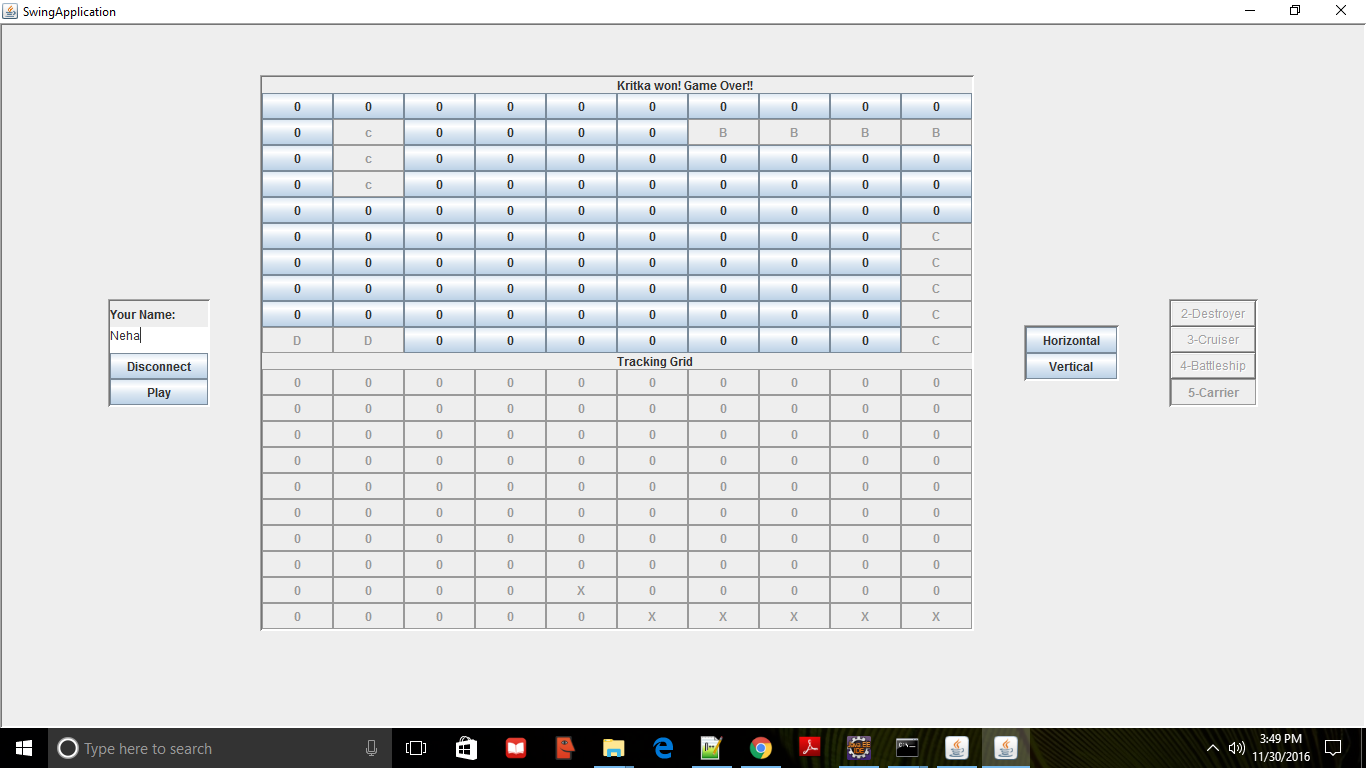 SwingApplication
Kritka won! Game Over!!
0 0 0 0 0 0 0 0 0 0
0 c 0 0 0 0 B B B B
0 c 0 0 0 0 0 0 0 0
0 c 0 0 0 0 0 0 0 0
0 0 0 0 0 0 0 0 0 0
0 0 0 0 0 0 0 0 0 C
0 0 0 0 0 0 0 0 0 C
0 0 0 0 0 0 0 0 0 C
0 0 0 0 0 0 0 0 0 C
D D 0 0 0 0 0 0 0 C
Tracking Grid
0 0 0 0 0 0 0 0 0 0
0 0 0 0 0 0 0 0 0 0
0 0 0 0 0 0 0 0 0 0
0 0 0 0 0 0 0 0 0 0
0 0 0 0 0 0 0 0 0 0
0 0 0 0 0 0 0 0 0 0
0 0 0 0 0 0 0 0 0 0
0 0 0 0 0 0 0 0 0 0
0 0 0 0 X 0 0 0 0 0
0 0 0 0 0 X X X X X
Your Name:
Neha
Disconnect
Play
Horizontal
Vertical
2-Destroyer
3-Cruiser
4-Battleship
5-Carrier
Type here to search
3:49 PM
11/30/2016